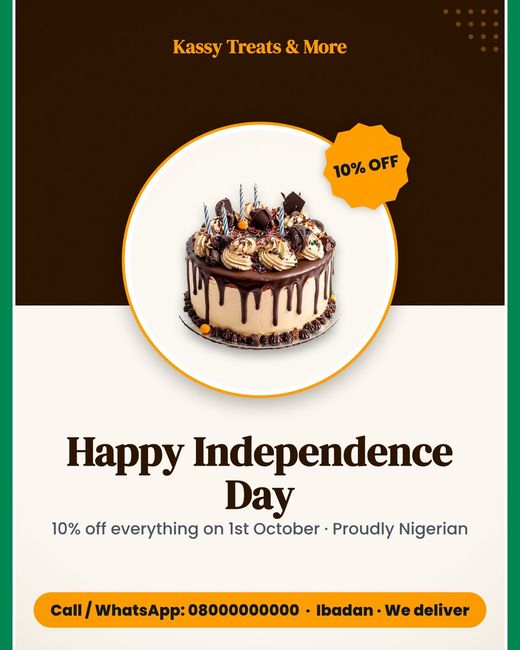 Kassy Treats & More
10% OFF
Happy Independence
Day
10% off everything on 1st October · Proudly Nigerian
Call / WhatsApp: 08000000000 · Ibadan · We deliver